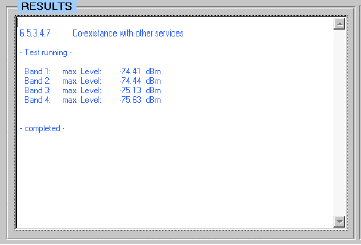 RESULTS
6.5.3.4.7 Co-existance with other services
- Test running -
Band 1: max. Level: -74.41 dBm
Band 2: max. Level: -74.44 dBm
Band 3: max. Level: -75.13 dBm
Band 4: max. Level: -75.63 dBm
- completed -